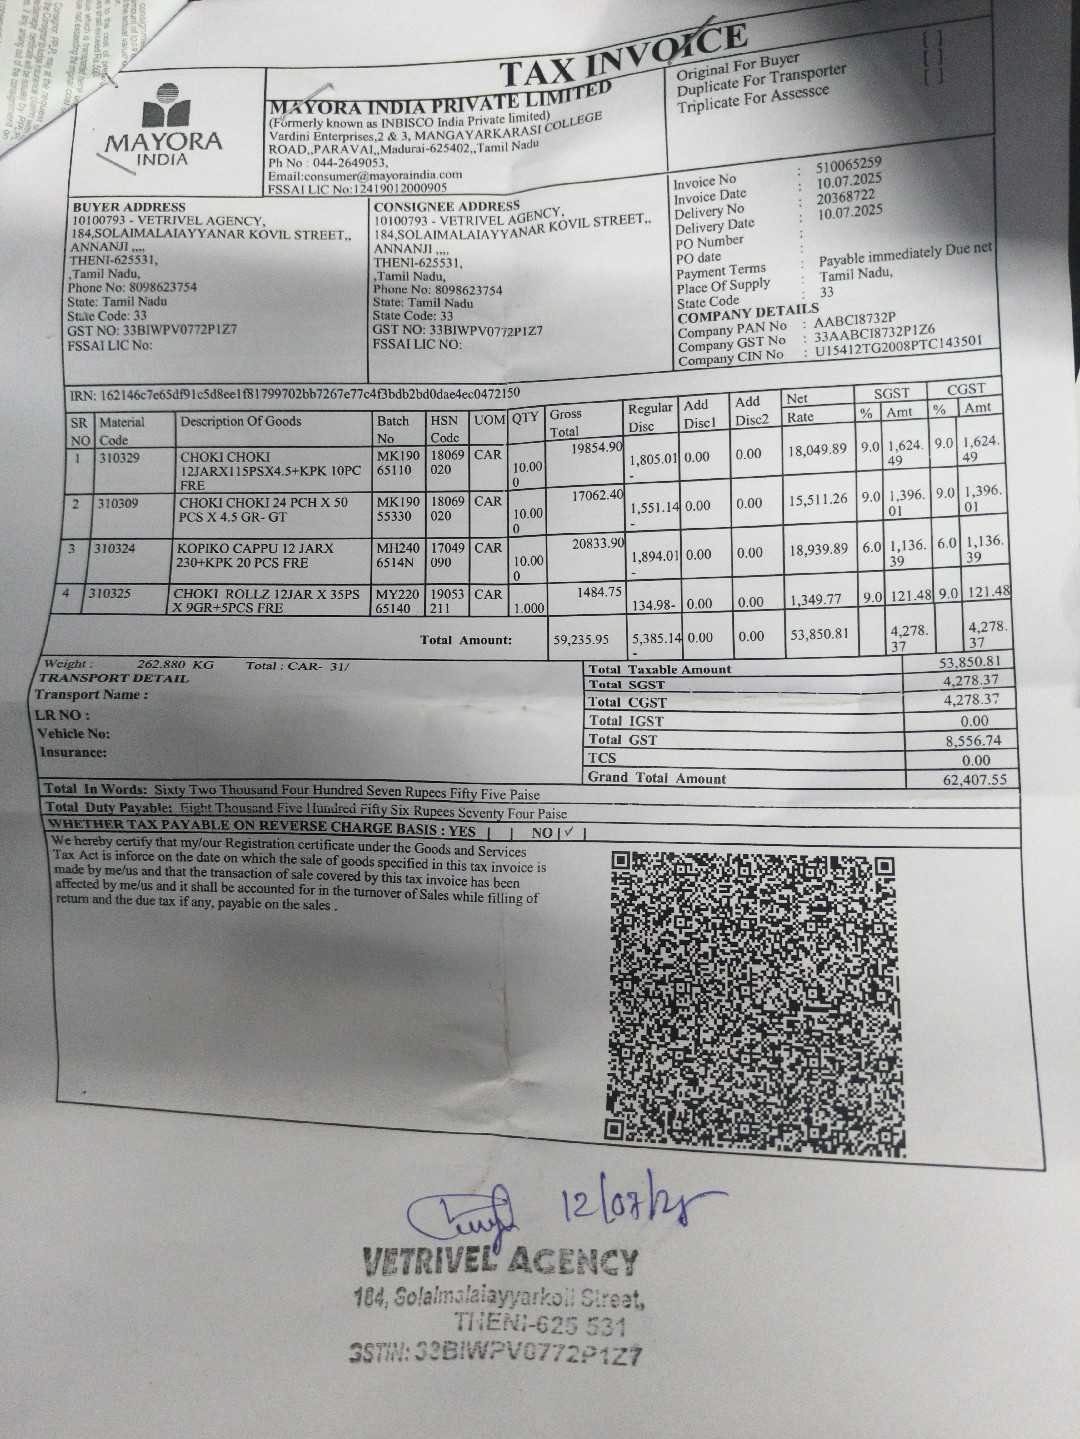 TAX INVOICE
MAYORA
INDIA
MAYORA INDIA PRIVATE LIMITED
(Formerly known as INBISCO India Private limited)
Vardini Enterprises,2 & 3, MANGAYARKARASI COLLEGE
ROAD,,PARAVAI,,Madurai-625402,,Tamil Nadu
Ph No : 044-2649053,
Email:consumer@mayoraindia.com
FSSAI LIC No:12419012000905
Original For Buyer [ ]
Duplicate For Transporter [ ]
Triplicate For Assessce [ ]
BUYER ADDRESS
10100793 - VETRIVEL AGENCY,
184,SOLAIMALAIAYYANAR KOVIL STREET,,
ANNANJI ,,,,
THENI-625531,
,Tamil Nadu,
Phone No: 8098623754
State: Tamil Nadu
State Code: 33
GST NO: 33BIWPV0772P1Z7
FSSAI LIC No:
CONSIGNEE ADDRESS
10100793 - VETRIVEL AGENCY,
184,SOLAIMALAIAYYANAR KOVIL STREET,,
ANNANJI ,,,,
THENI-625531,
,Tamil Nadu,
Phone No: 8098623754
State: Tamil Nadu
State Code: 33
GST NO: 33BIWPV0772P1Z7
FSSAI LIC NO:
Invoice No : 510065259
Invoice Date : 10.07.2025
Delivery No : 20368722
Delivery Date : 10.07.2025
PO Number :
PO date :
Payment Terms : Payable immediately Due net
Place Of Supply : Tamil Nadu,
State Code : 33
COMPANY DETAILS
Company PAN No : AABCI8732P
Company GST No : 33AABCI8732P1Z6
Company CIN No : U15412TG2008PTC143501
IRN: 162146c7e65df91c5d8ee1f81799702bb7267e77c4f3bdb2bd0dae4ec0472150
SR NO Material Code Description Of Goods Batch No HSN Code UOM QTY Gross Total Regular Disc Add Disc1 Add Disc2 Net Rate SGST % Amt CGST % Amt
1 310329 CHOKI CHOKI 12JARX115PSX4.5+KPK 10PC FRE MK190 65110 18069 020 CAR 10.00 0 19854.90 1,805.01 0.00 0.00 18,049.89 9.0 1,624. 49 9.0 1,624. 49
2 310309 CHOKI CHOKI 24 PCH X 50 PCS X 4.5 GR- GT MK190 55330 18069 020 CAR 10.00 0 17062.40 1,551.14 - 0.00 0.00 15,511.26 9.0 1,396. 01 9.0 1,396. 01
3 310324 KOPIKO CAPPU 12 JARX 230+KPK 20 PCS FRE MH240 6514N 17049 090 CAR 10.00 0 20833.90 1,894.01 - 0.00 0.00 18,939.89 6.0 1,136. 39 6.0 1,136. 39
4 310325 CHOKI ROLLZ 12JAR X 35PS X 9GR+5PCS FRE MY220 65140 19053 211 CAR 1.000 1484.75 134.98- 0.00 0.00 1,349.77 9.0 121.48 9.0 121.48
Total Amount: 59,235.95 5,385.14 - 0.00 0.00 53,850.81 4,278. 37 4,278. 37
Weight : 262.880 KG Total : CAR- 31/
TRANSPORT DETAIL
Transport Name :
LR NO :
Vehicle No:
Insurance:
Total Taxable Amount 53,850.81
Total SGST 4,278.37
Total CGST 4,278.37
Total IGST 0.00
Total GST 8,556.74
TCS 0.00
Grand Total Amount 62,407.55
Total In Words: Sixty Two Thousand Four Hundred Seven Rupees Fifty Five Paise
Total Duty Payable: Eight Thousand Five Hundred Fifty Six Rupees Seventy Four Paise
WHETHER TAX PAYABLE ON REVERSE CHARGE BASIS : YES [ ] NO [✓]
We hereby certify that my/our Registration certificate under the Goods and Services
Tax Act is inforce on the date on which the sale of goods specified in this tax invoice is
made by me/us and that the transaction of sale covered by this tax invoice has been
affected by me/us and it shall be accounted for in the turnover of Sales while filling of
return and the due tax if any, payable on the sales .
12/07/25
VETRIVEL AGENCY
184, Solaimalaiayyarkoil Street,
THENI-625 531
GSTIN: 33BIWPV0772P1Z7